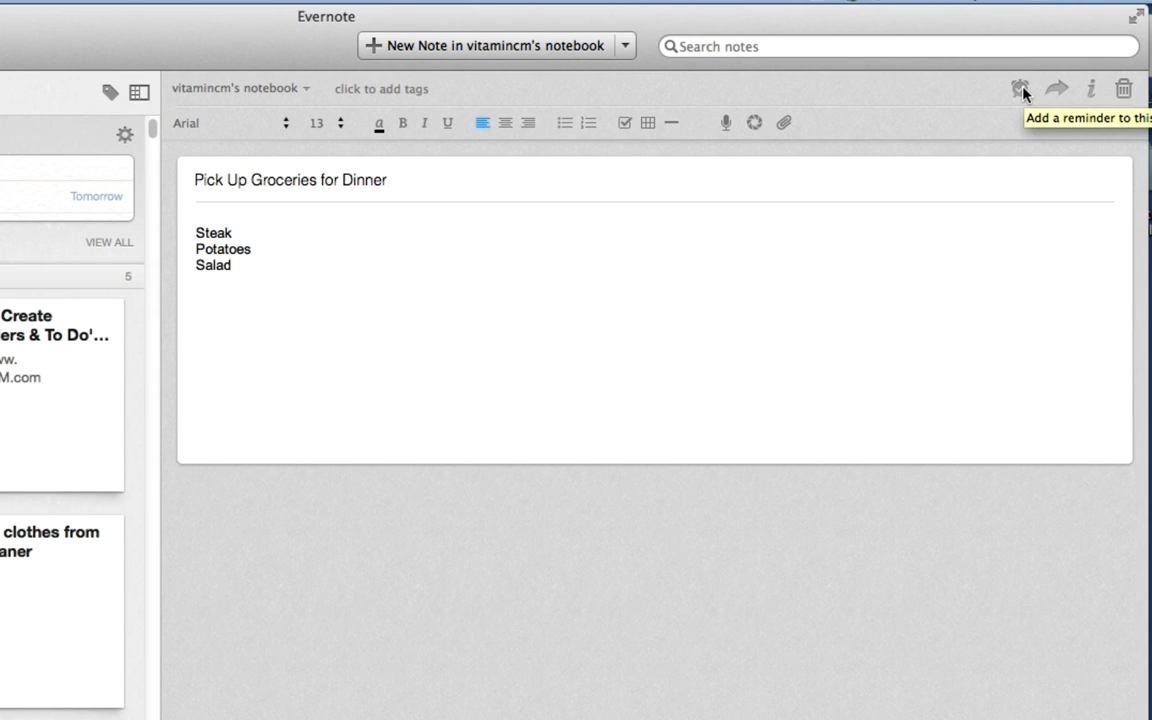 Evernote
New Note in vitamincm's notebook
Search notes
vitamincm's notebook
click to add tags
Add a reminder to this
Arial
13
a
B
I
U
Pick Up Groceries for Dinner
Steak
Potatoes
Salad
Tomorrow
VIEW ALL
5
Create
ers & To Do'...
ww.
M.com
clothes from
aner